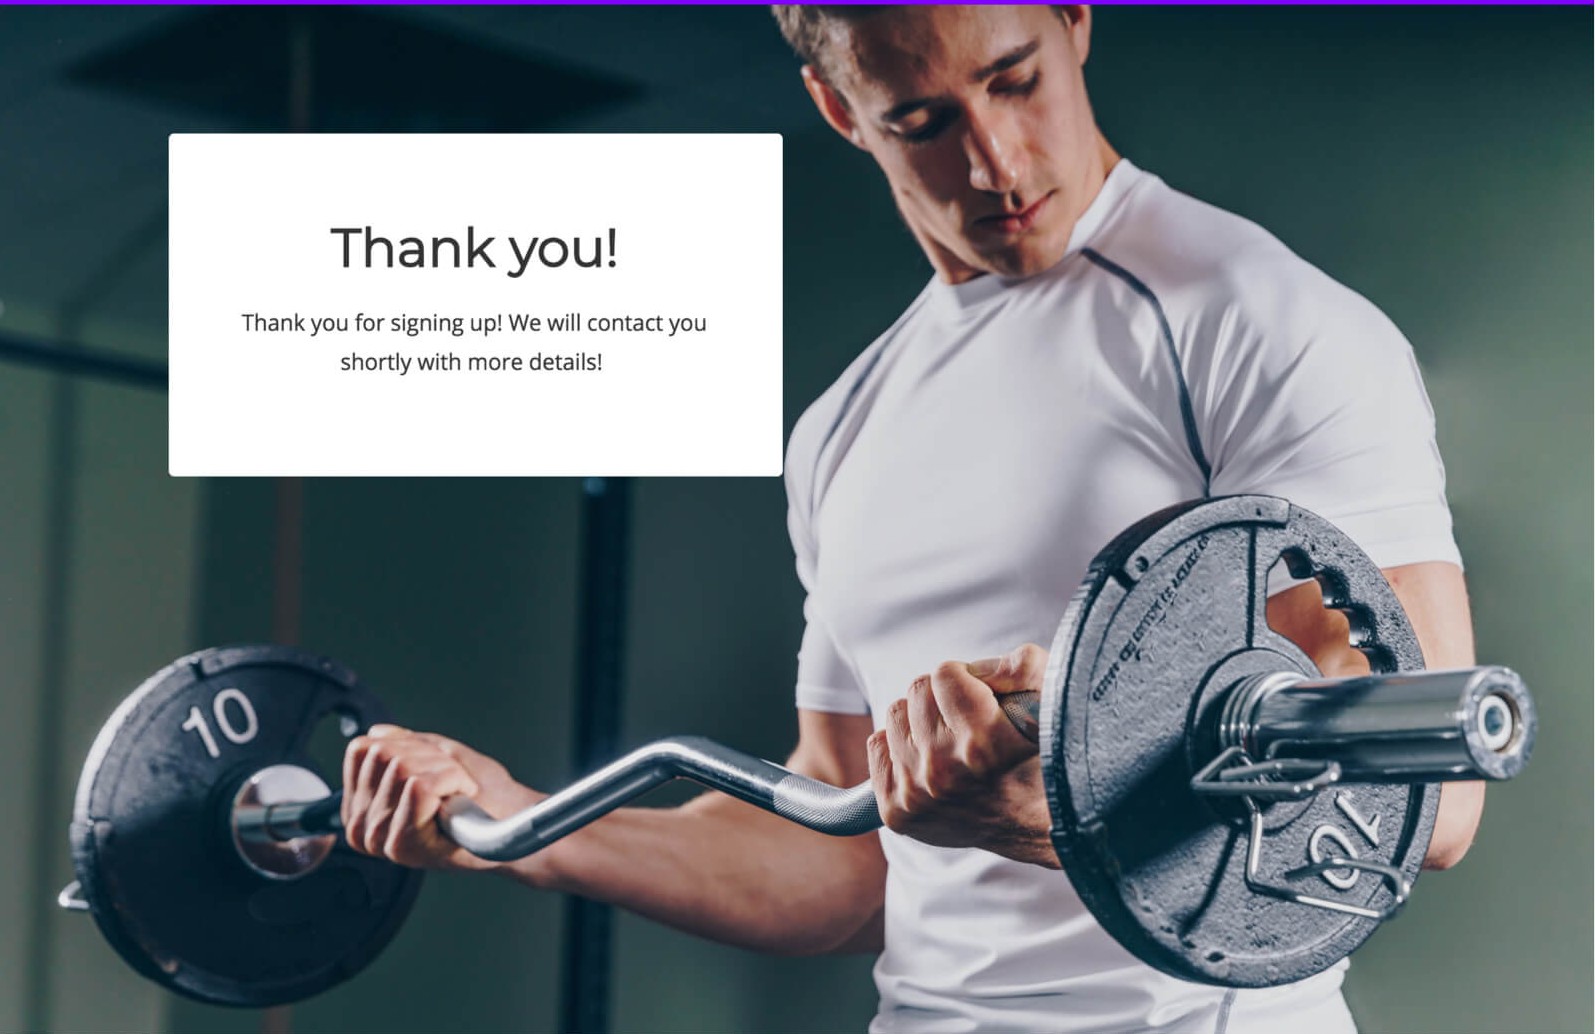 Thank you!
Thank you for signing up! We will contact you
shortly with more details!
10
10